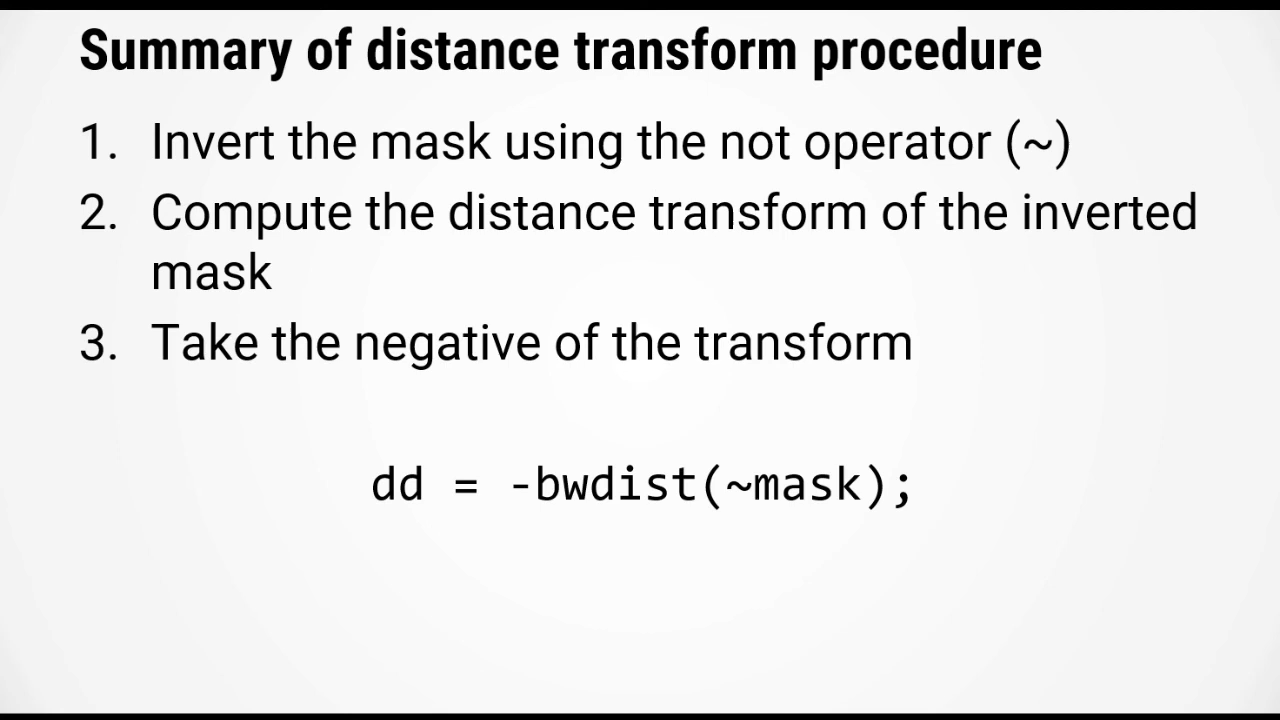 Summary of distance transform procedure
1. Invert the mask using the not operator (~)
2. Compute the distance transform of the inverted
mask
3. Take the negative of the transform
dd = -bwdist(~mask);